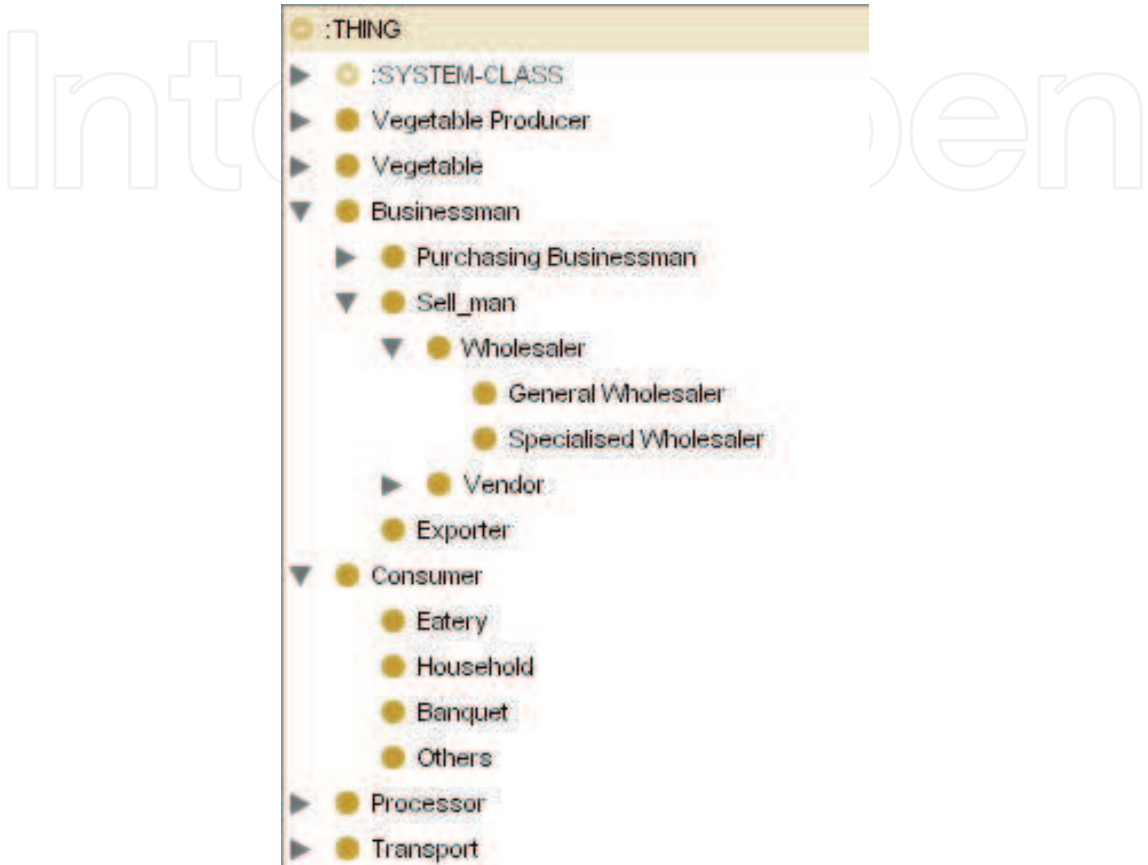 :THING
:SYSTEM-CLASS
Vegetable Producer
Vegetable
Businessman
Purchasing Businessman
Sell_man
Wholesaler
General Wholesaler
Specialised Wholesaler
Vendor
Exporter
Consumer
Eatery
Household
Banquet
Others
Processor
Transport